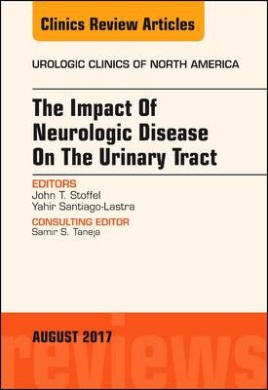 Clinics Review Articles
UROLOGIC CLINICS OF NORTH AMERICA
The Impact Of
Neurologic Disease
On The Urinary Tract
EDITORS
John T. Stoffel
Yahir Santiago-Lastra
CONSULTING EDITOR
Samir S. Taneja
AUGUST 2017
reviews